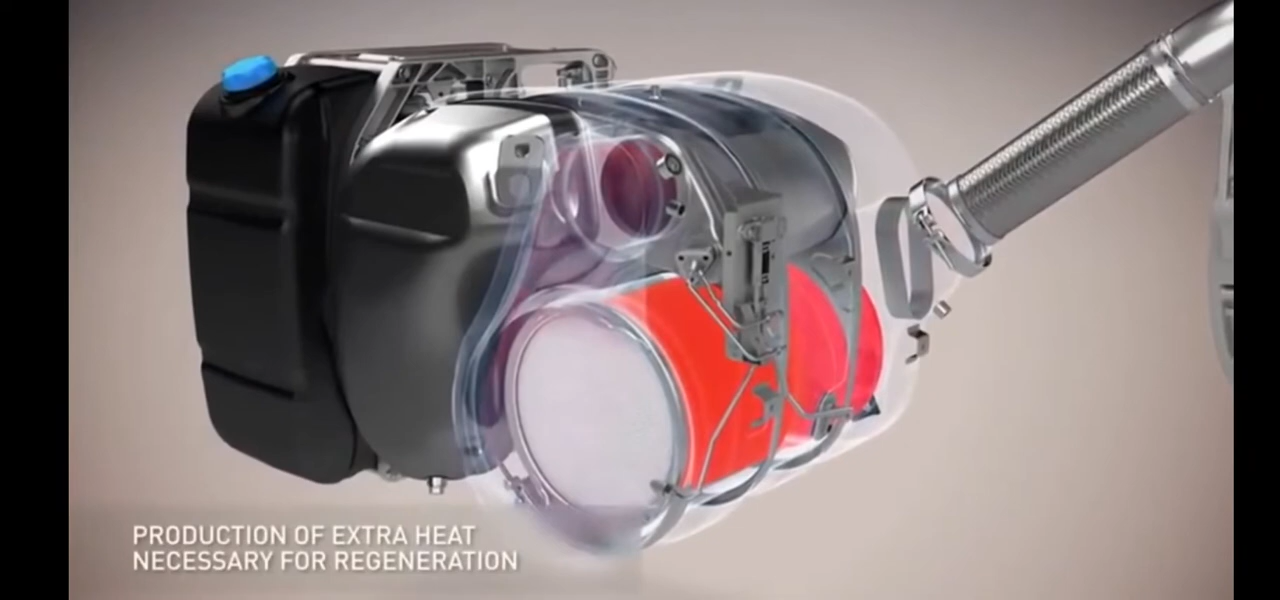 PRODUCTION OF EXTRA HEAT
NECESSARY FOR REGENERATION